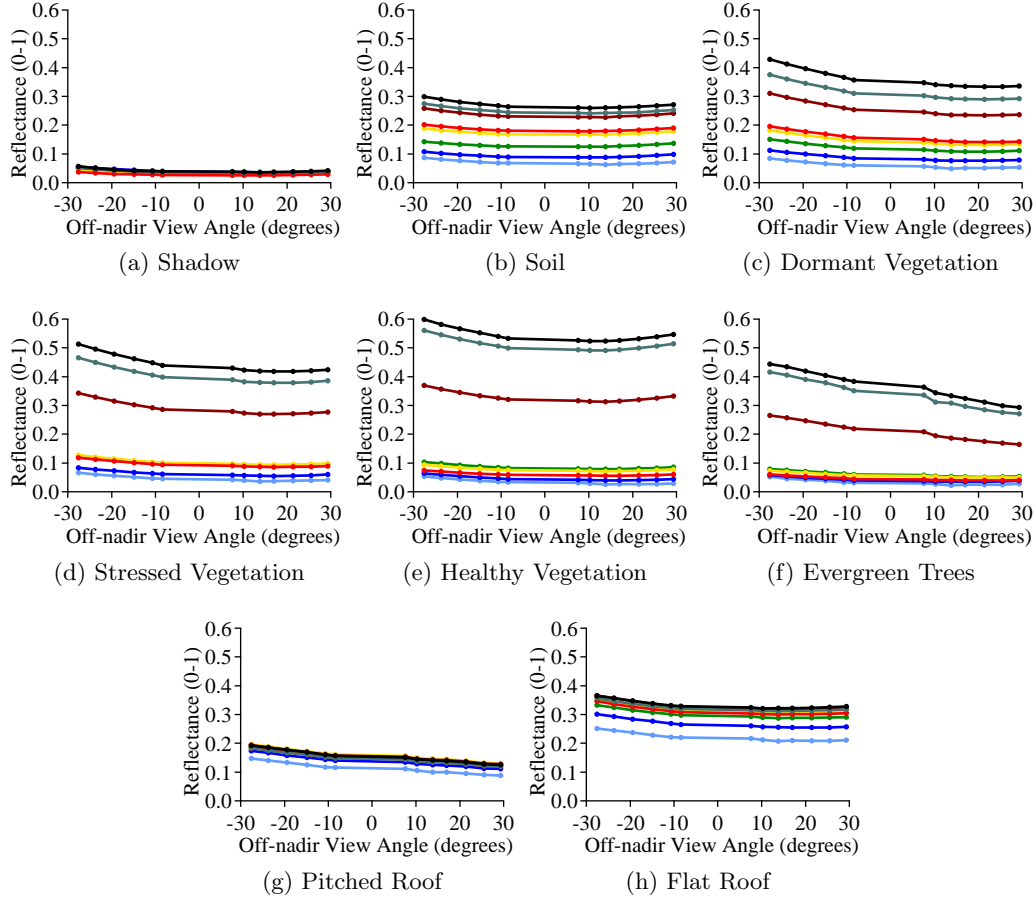 0.6
0.5
0.4
0.3
0.2
0.1
0.0
Reflectance (0-1)
-30 -20 -10 0 10 20 30
Off-nadir View Angle (degrees)
(a) Shadow
0.6
0.5
0.4
0.3
0.2
0.1
0.0
Reflectance (0-1)
-30 -20 -10 0 10 20 30
Off-nadir View Angle (degrees)
(b) Soil
0.6
0.5
0.4
0.3
0.2
0.1
0.0
Reflectance (0-1)
-30 -20 -10 0 10 20 30
Off-nadir View Angle (degrees)
(c) Dormant Vegetation
0.6
0.5
0.4
0.3
0.2
0.1
0.0
Reflectance (0-1)
-30 -20 -10 0 10 20 30
Off-nadir View Angle (degrees)
(d) Stressed Vegetation
0.6
0.5
0.4
0.3
0.2
0.1
0.0
Reflectance (0-1)
-30 -20 -10 0 10 20 30
Off-nadir View Angle (degrees)
(e) Healthy Vegetation
0.6
0.5
0.4
0.3
0.2
0.1
0.0
Reflectance (0-1)
-30 -20 -10 0 10 20 30
Off-nadir View Angle (degrees)
(f) Evergreen Trees
0.6
0.5
0.4
0.3
0.2
0.1
0.0
Reflectance (0-1)
-30 -20 -10 0 10 20 30
Off-nadir View Angle (degrees)
(g) Pitched Roof
0.6
0.5
0.4
0.3
0.2
0.1
0.0
Reflectance (0-1)
-30 -20 -10 0 10 20 30
Off-nadir View Angle (degrees)
(h) Flat Roof